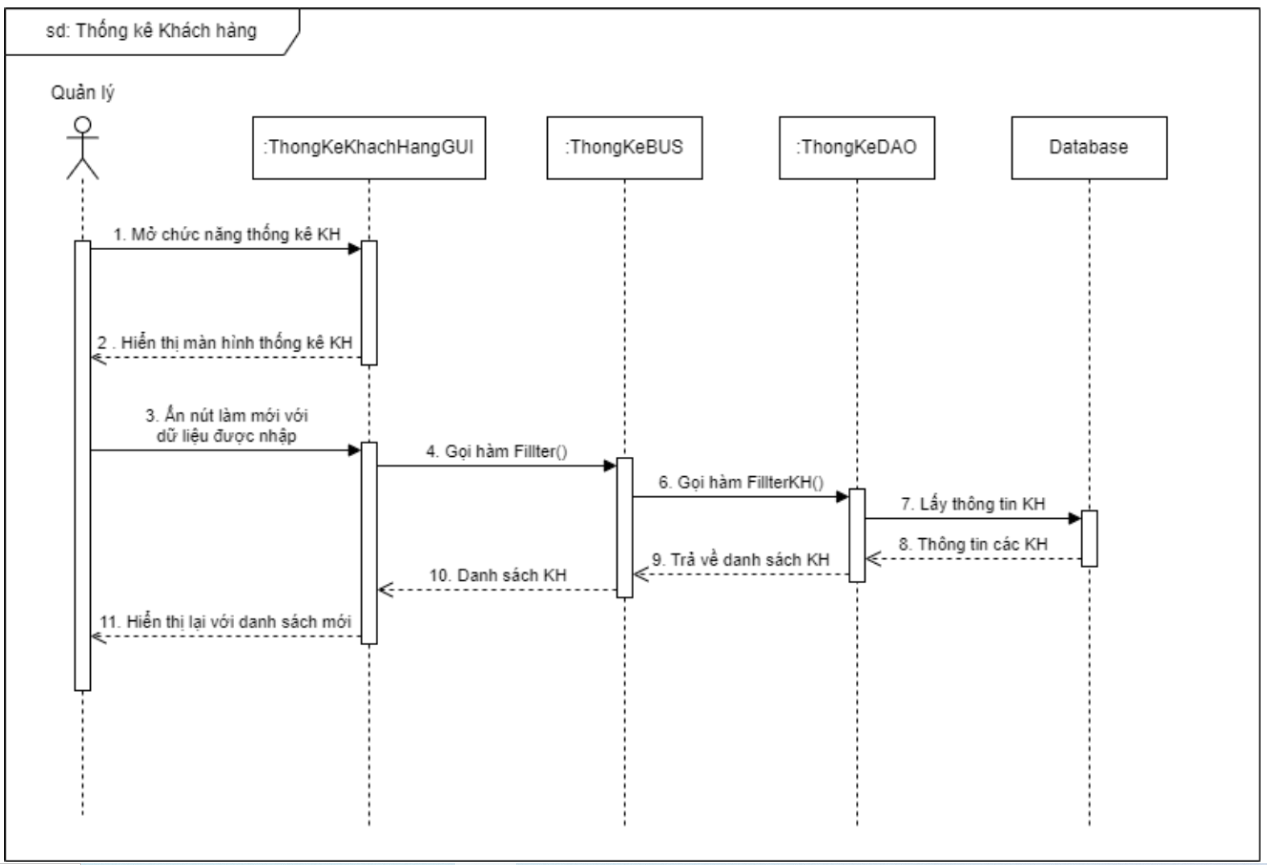 sd: Thống kê Khách hàng
Quản lý
:ThongKeKhachHangGUI
:ThongKeBUS
:ThongKeDAO
Database
1. Mở chức năng thống kê KH
2 . Hiển thị màn hình thống kê KH
3. Ấn nút làm mới với
dữ liệu được nhập
4. Gọi hàm Fillter()
6. Gọi hàm FillterKH()
7. Lấy thông tin KH
8. Thông tin các KH
9. Trả về danh sách KH
10. Danh sách KH
11. Hiển thị lại với danh sách mới